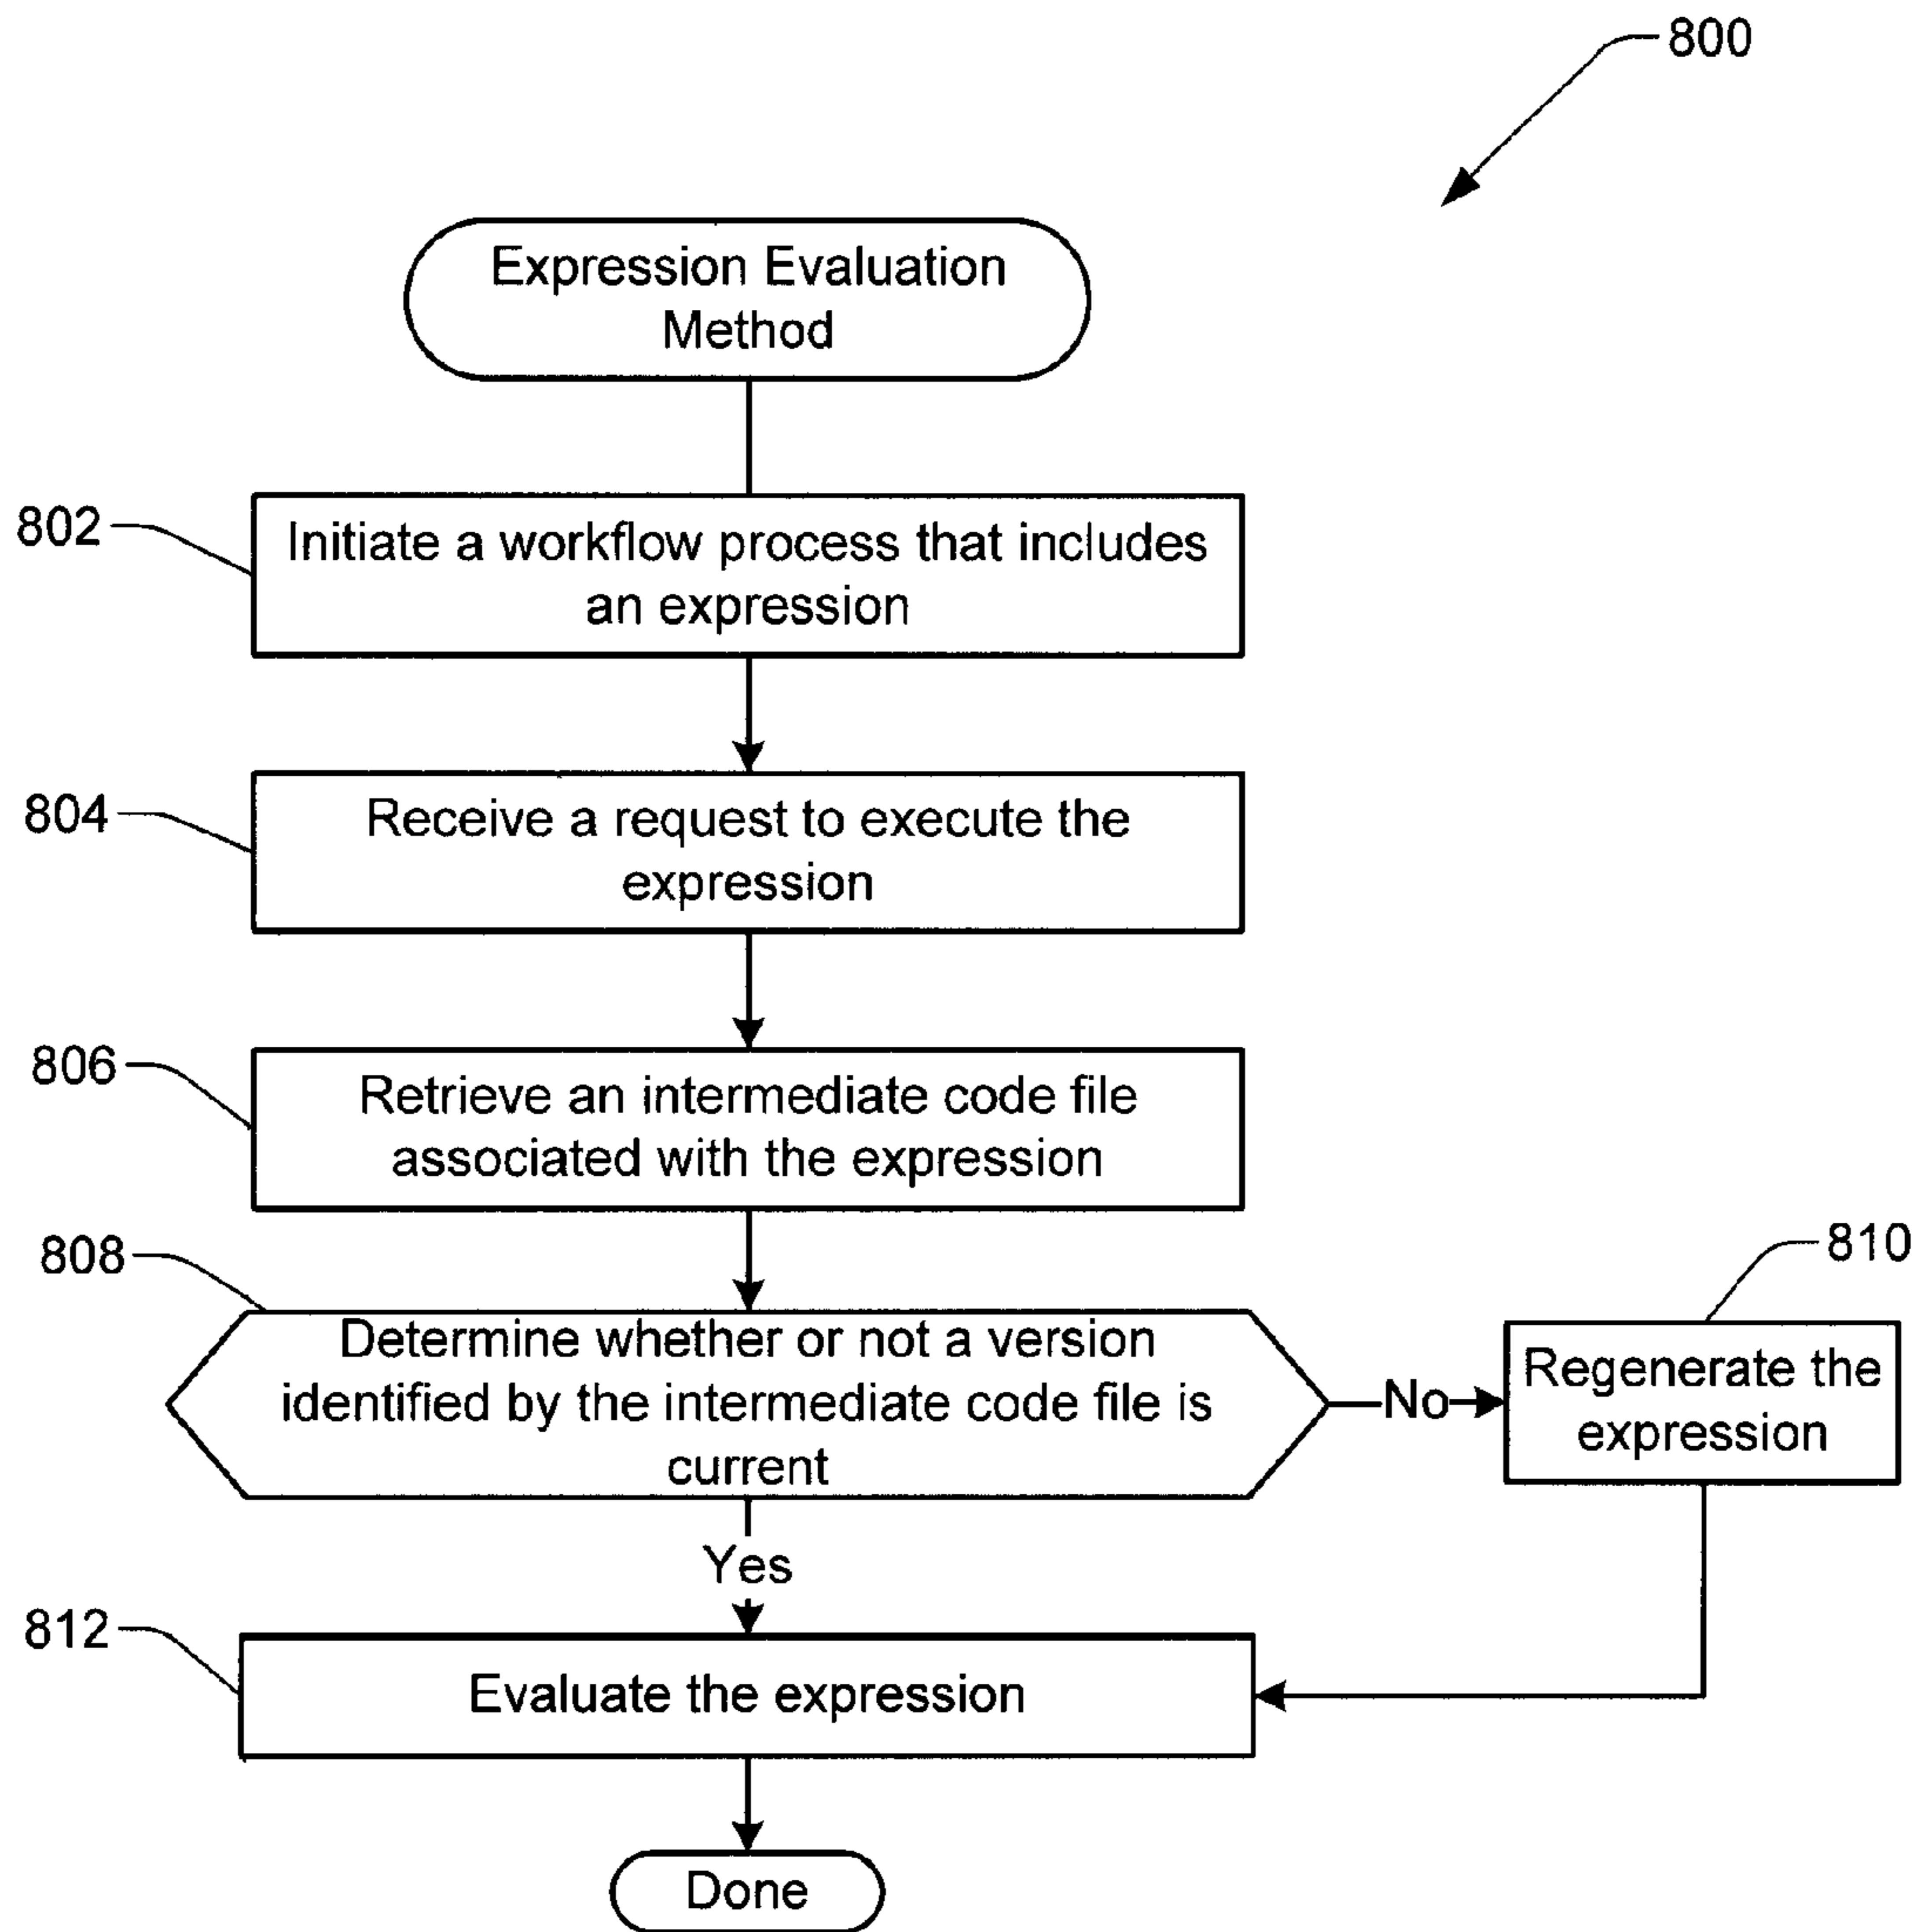 800
Expression Evaluation
Method
802
Initiate a workflow process that includes
an expression
804
Receive a request to execute the
expression
806
Retrieve an intermediate code file
associated with the expression
808
Determine whether or not a version
identified by the intermediate code file is
current
No
810
Regenerate the
expression
Yes
812
Evaluate the expression
Done